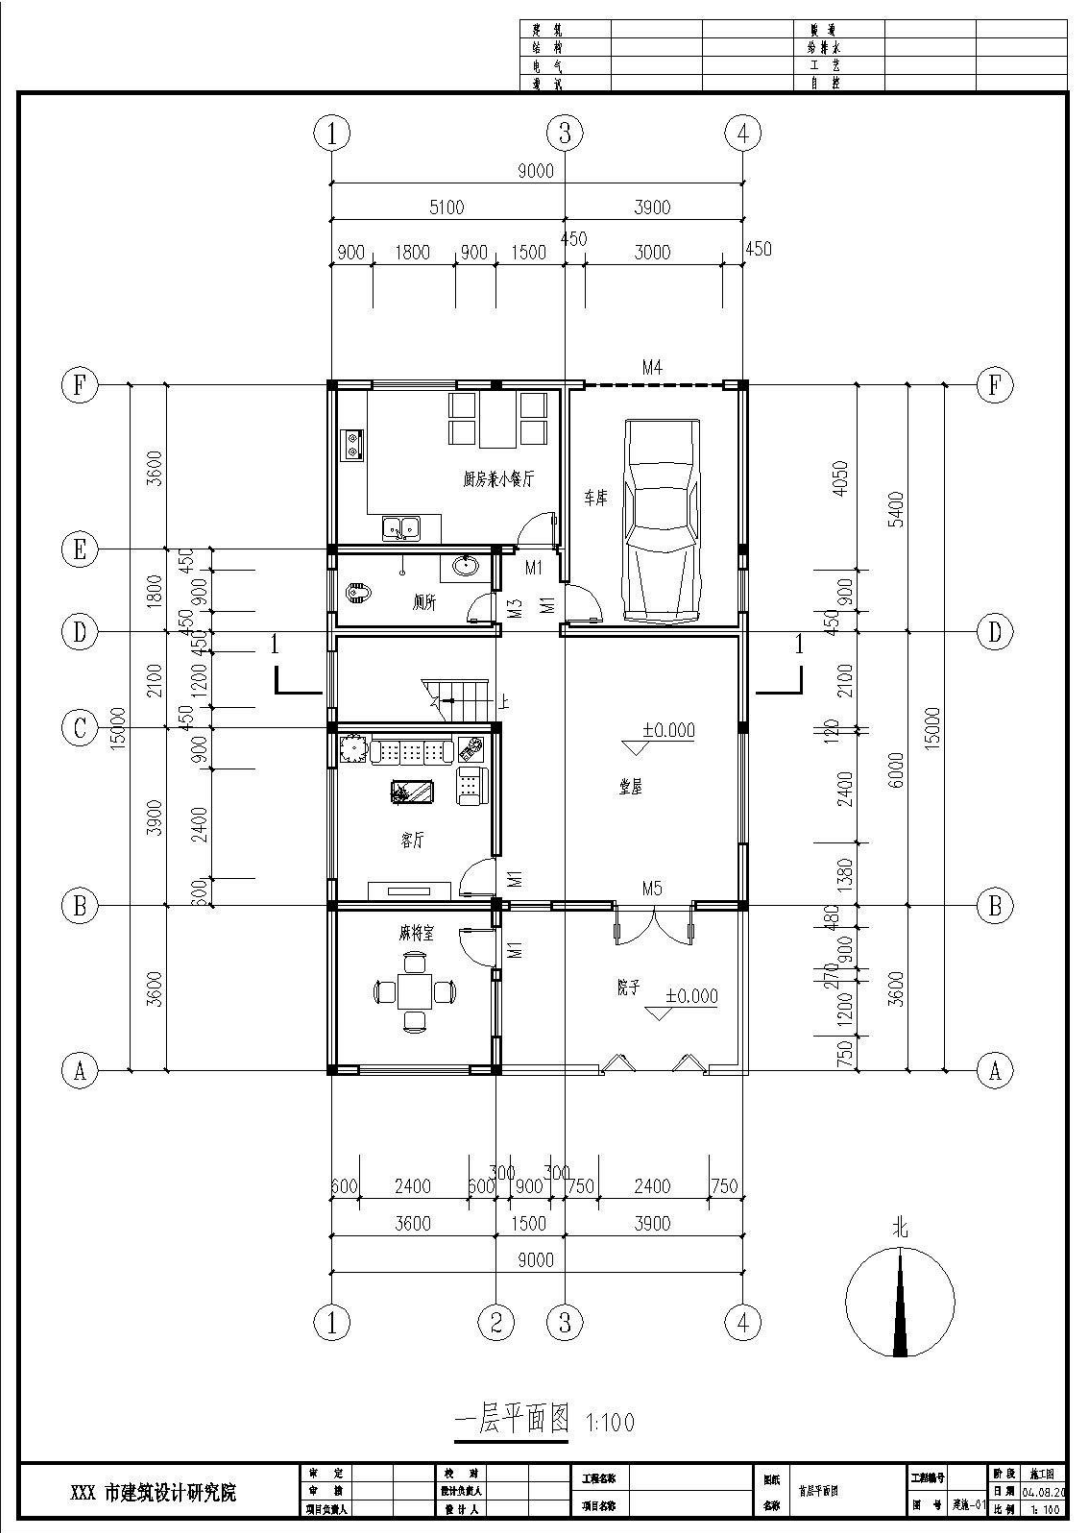 建 筑
暖 通
结 构
给排水
电 气
工 艺
通 讯
自 控
1 3 4
9000
5100 3900
900 1800 900 1500 450 3000 450
M4
F F
3600
厨房兼小餐厅
车库
4050
5400
E E
M1
450
900
450
1800
厕所
M3
M1
900
450
D D
1 1
450
1200
450
2100
15000
上
2100
15000
C C
±0.000
120
900
2400
600
3900
堂屋
客厅
2400
6000
1380
M1
M5
B B
麻将室
M1
480
900
270
1200
750
3600
3600
院子
±0.000
A A
600 2400 600 300 900 300 750 2400 750
3600 1500 3900
9000
北
1 2 3 4
一层平面图 1:100
XXX 市建筑设计研究院
审 定
审 核
项目负责人
校 对
设计负责人
设 计 人
工程名称
项目名称
图纸
名称
首层平面图
工程编号
图 号 建施-01
阶 段 施工图
日 期 04.08.20
比 例 1:100